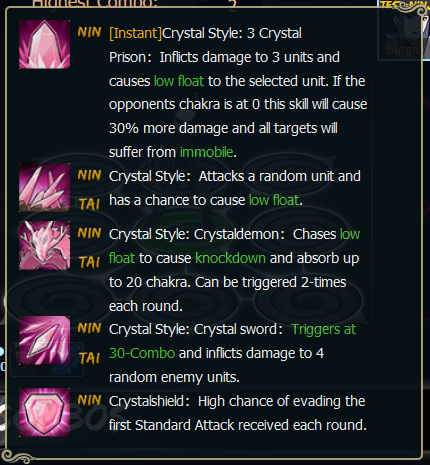 Highest Combo: 2
NIN [Instant]Crystal Style: 3 Crystal
Prison: Inflicts damage to 3 units and
causes low float to the selected unit. If the
opponents chakra is at 0 this skill will cause
30% more damage and all targets will
suffer from immobile.
NIN Crystal Style: Attacks a random unit and
TAI has a chance to cause low float.
NIN Crystal Style: Crystaldemon: Chases low
TAI float to cause knockdown and absorb up
to 20 chakra. Can be triggered 2-times
each round.
NIN Crystal Style: Crystal sword: Triggers at
TAI 30-Combo and inflicts damage to 4
random enemy units.
NIN Crystalshield: High chance of evading the
first Standard Attack received each round.